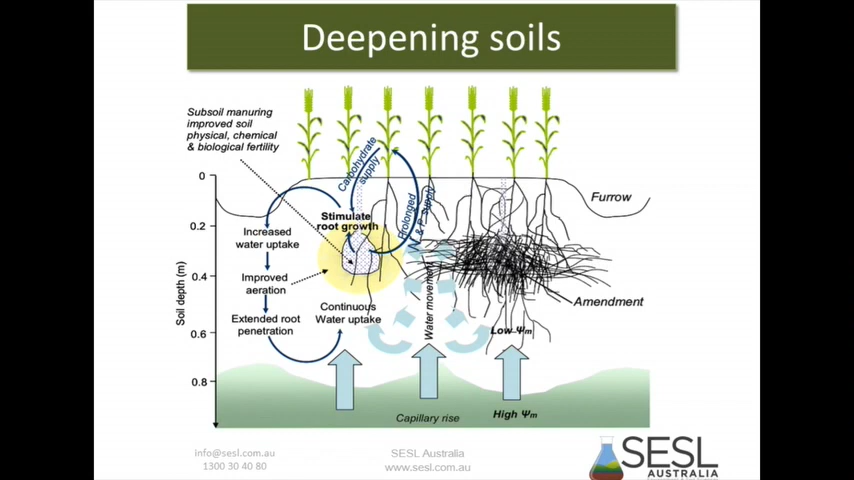 Deepening soils
Subsoil manuring
improved soil
physical, chemical
& biological fertility
Carbohydrate
supply
Prolonged
N & P supply
Stimulate
root growth
Furrow
Increased
water uptake
Improved
aeration
Extended root
penetration
Continuous
Water uptake
Water movement
Amendment
Low Ψm
High Ψm
Capillary rise
Soil depth (m)
0
0.2
0.4
0.6
0.8
info@sesl.com.au
1300 30 40 80
SESL Australia
www.sesl.com.au
SESL
AUSTRALIA